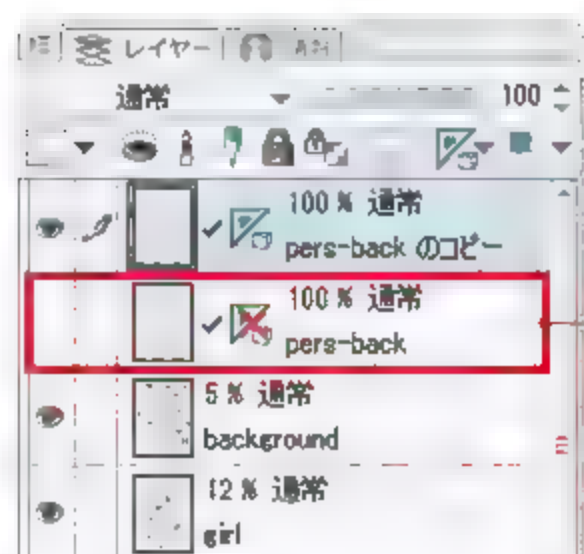 レイヤー
通常 100
100 % 通常
pers-back のコピー
100 % 通常
pers-back
5 % 通常
background
12 % 通常
girl